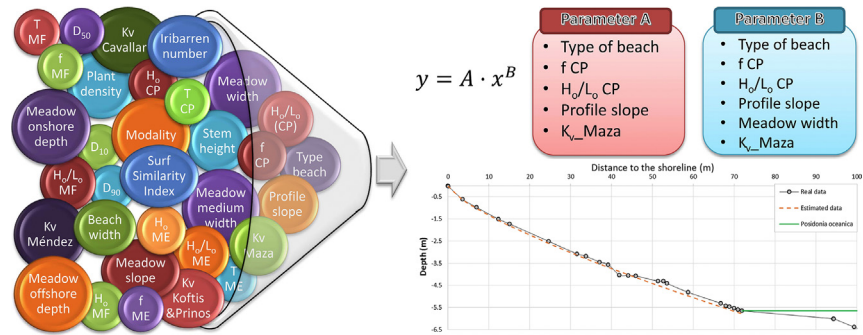 T
MF
D50
Kv
Cavallar
Iribarren
number
f
MF
Plant
density
Ho
CP
Meadow
width
T
CP
Ho/Lo
(CP)
Meadow
onshore
depth
Modality
Stem
height
D10
f
CP
Type
beach
Surf
Similarity
Index
Ho/Lo
MF
D90
Meadow
medium
width
Profile
slope
Kv
Méndez
Beach
width
Ho
ME
Ho/Lo
ME
Kv
Maza
Meadow
slope
T
ME
Meadow
offshore
depth
Kv
Koftis
&Prinos
Ho
MF
f
ME
y = A · x^B
Parameter A
• Type of beach
• f CP
• Ho/Lo CP
• Profile slope
• Kv_Maza
Parameter B
• Type of beach
• f CP
• Ho/Lo CP
• Profile slope
• Meadow width
• Kv_Maza
Distance to the shoreline (m)
0 10 20 30 40 50 60 70 80 90 100
Depth (m)
-0.5
-1.5
-2.5
-3.5
-4.5
-5.5
-6.5
Real data
Estimated data
Posidonia oceanica